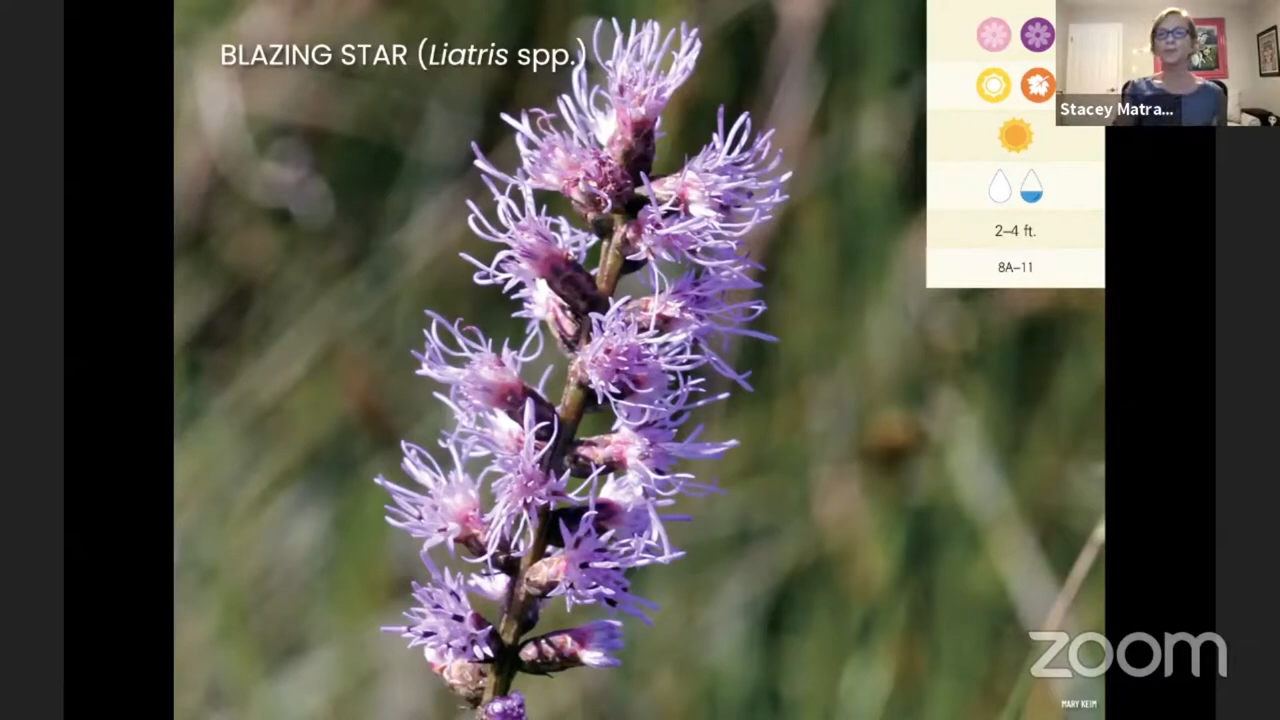 BLAZING STAR (Liatris spp.)
Stacey Matra...
2–4 ft.
8A–11
zoom
MARY KEIM